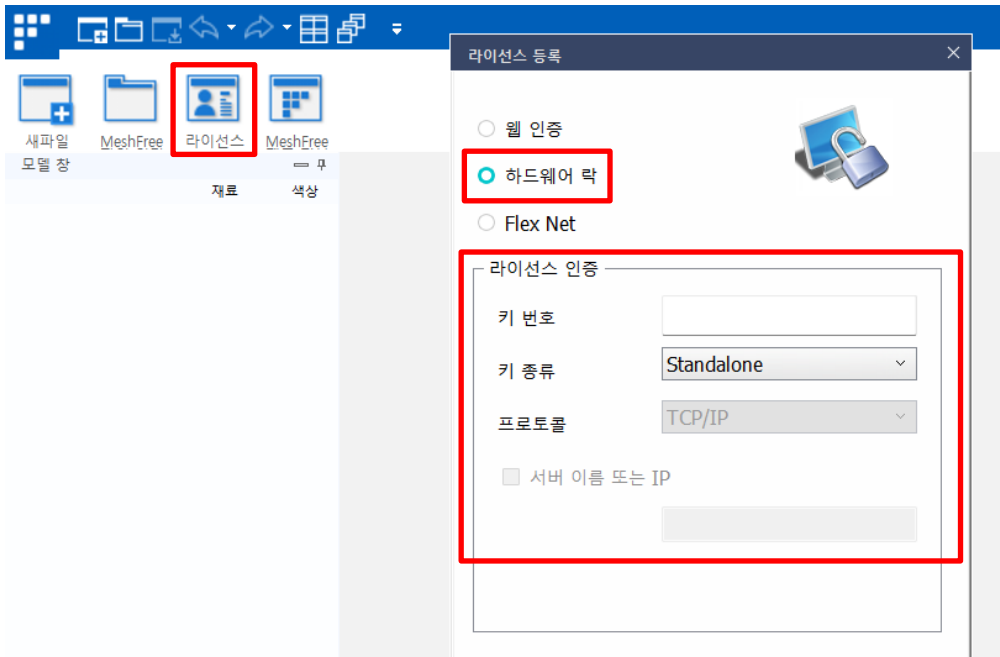 라이선스 등록
새파일
MeshFree
라이선스
MeshFree
모델 창
재료 색상
웹 인증
하드웨어 락
Flex Net
라이선스 인증
키 번호
키 종류 Standalone
프로토콜 TCP/IP
서버 이름 또는 IP